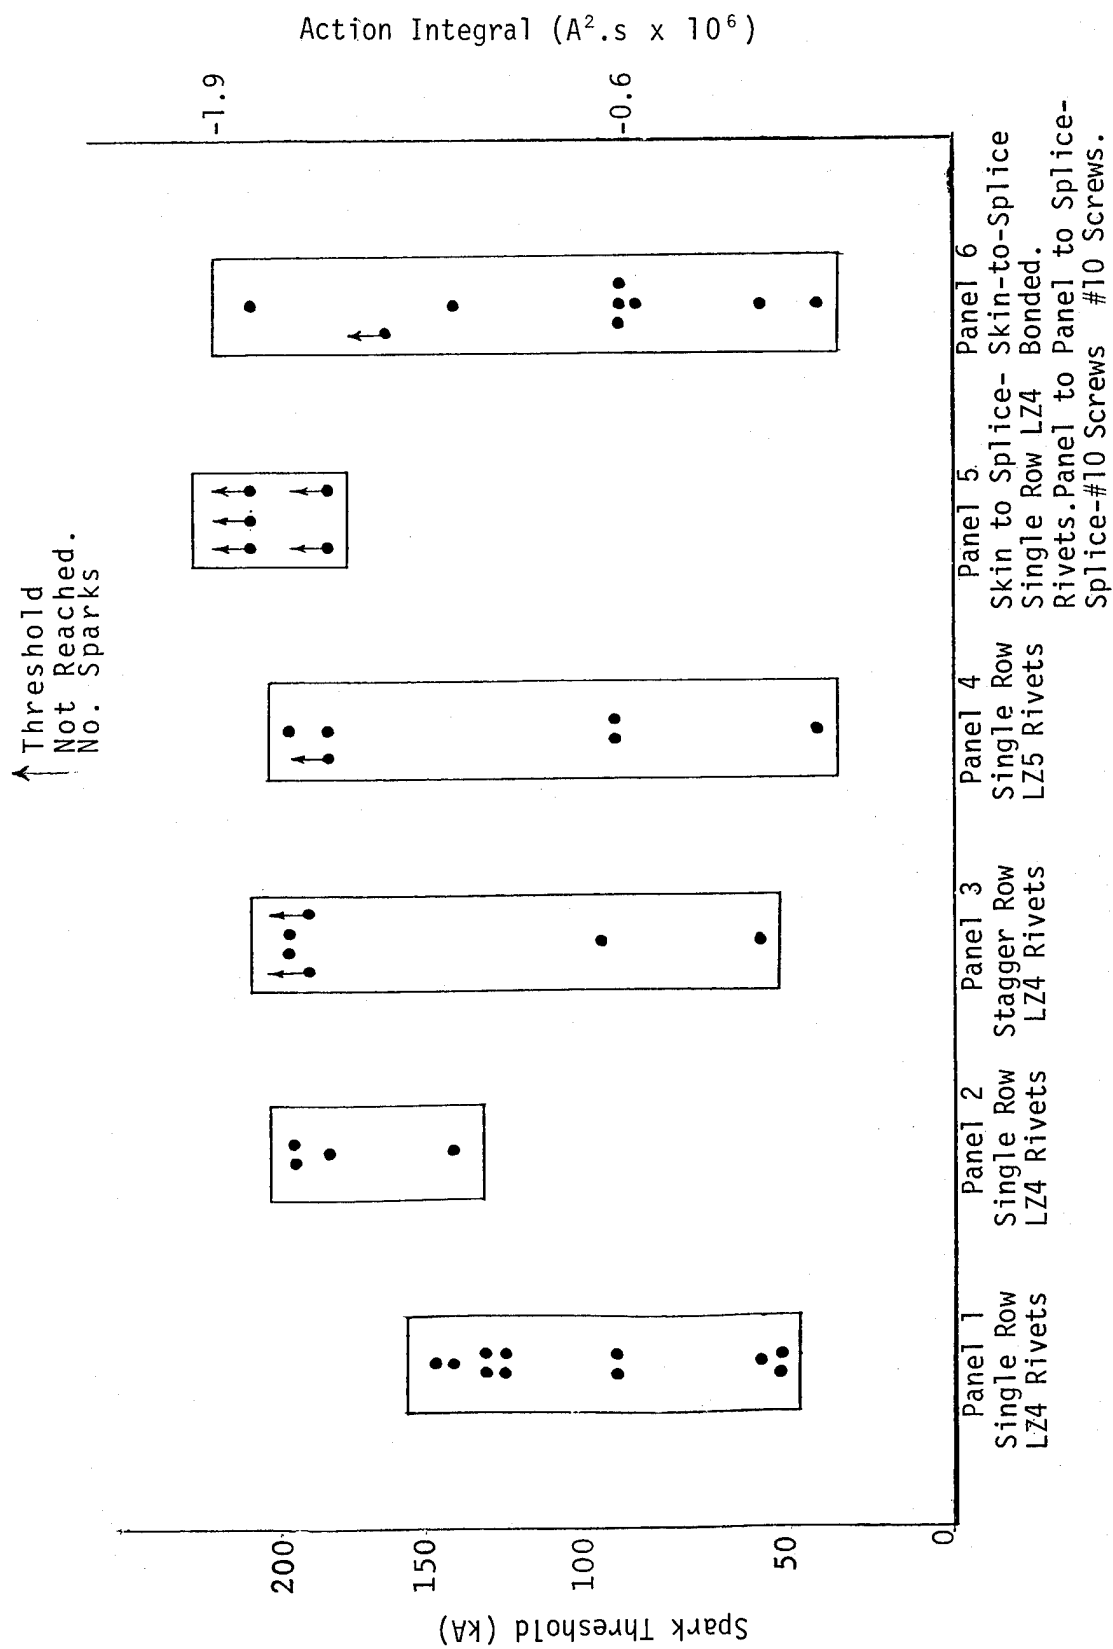 Action Integral (A².s x 10⁶)
-1.9
-0.6
↑ Threshold
Not Reached.
No. Sparks
Spark Threshold (kA)
200
150
100
50
0
Panel 1
Single Row
LZ4 Rivets
Panel 2
Single Row
LZ4 Rivets
Panel 3
Stagger Row
LZ4 Rivets
Panel 4
Single Row
LZ5 Rivets
Panel 5
Skin to Splice-
Single Row LZ4
Rivets.Panel to
Splice-#10 Screws
Panel 6
Skin-to-Splice
Bonded.
Panel to Splice-
#10 Screws.